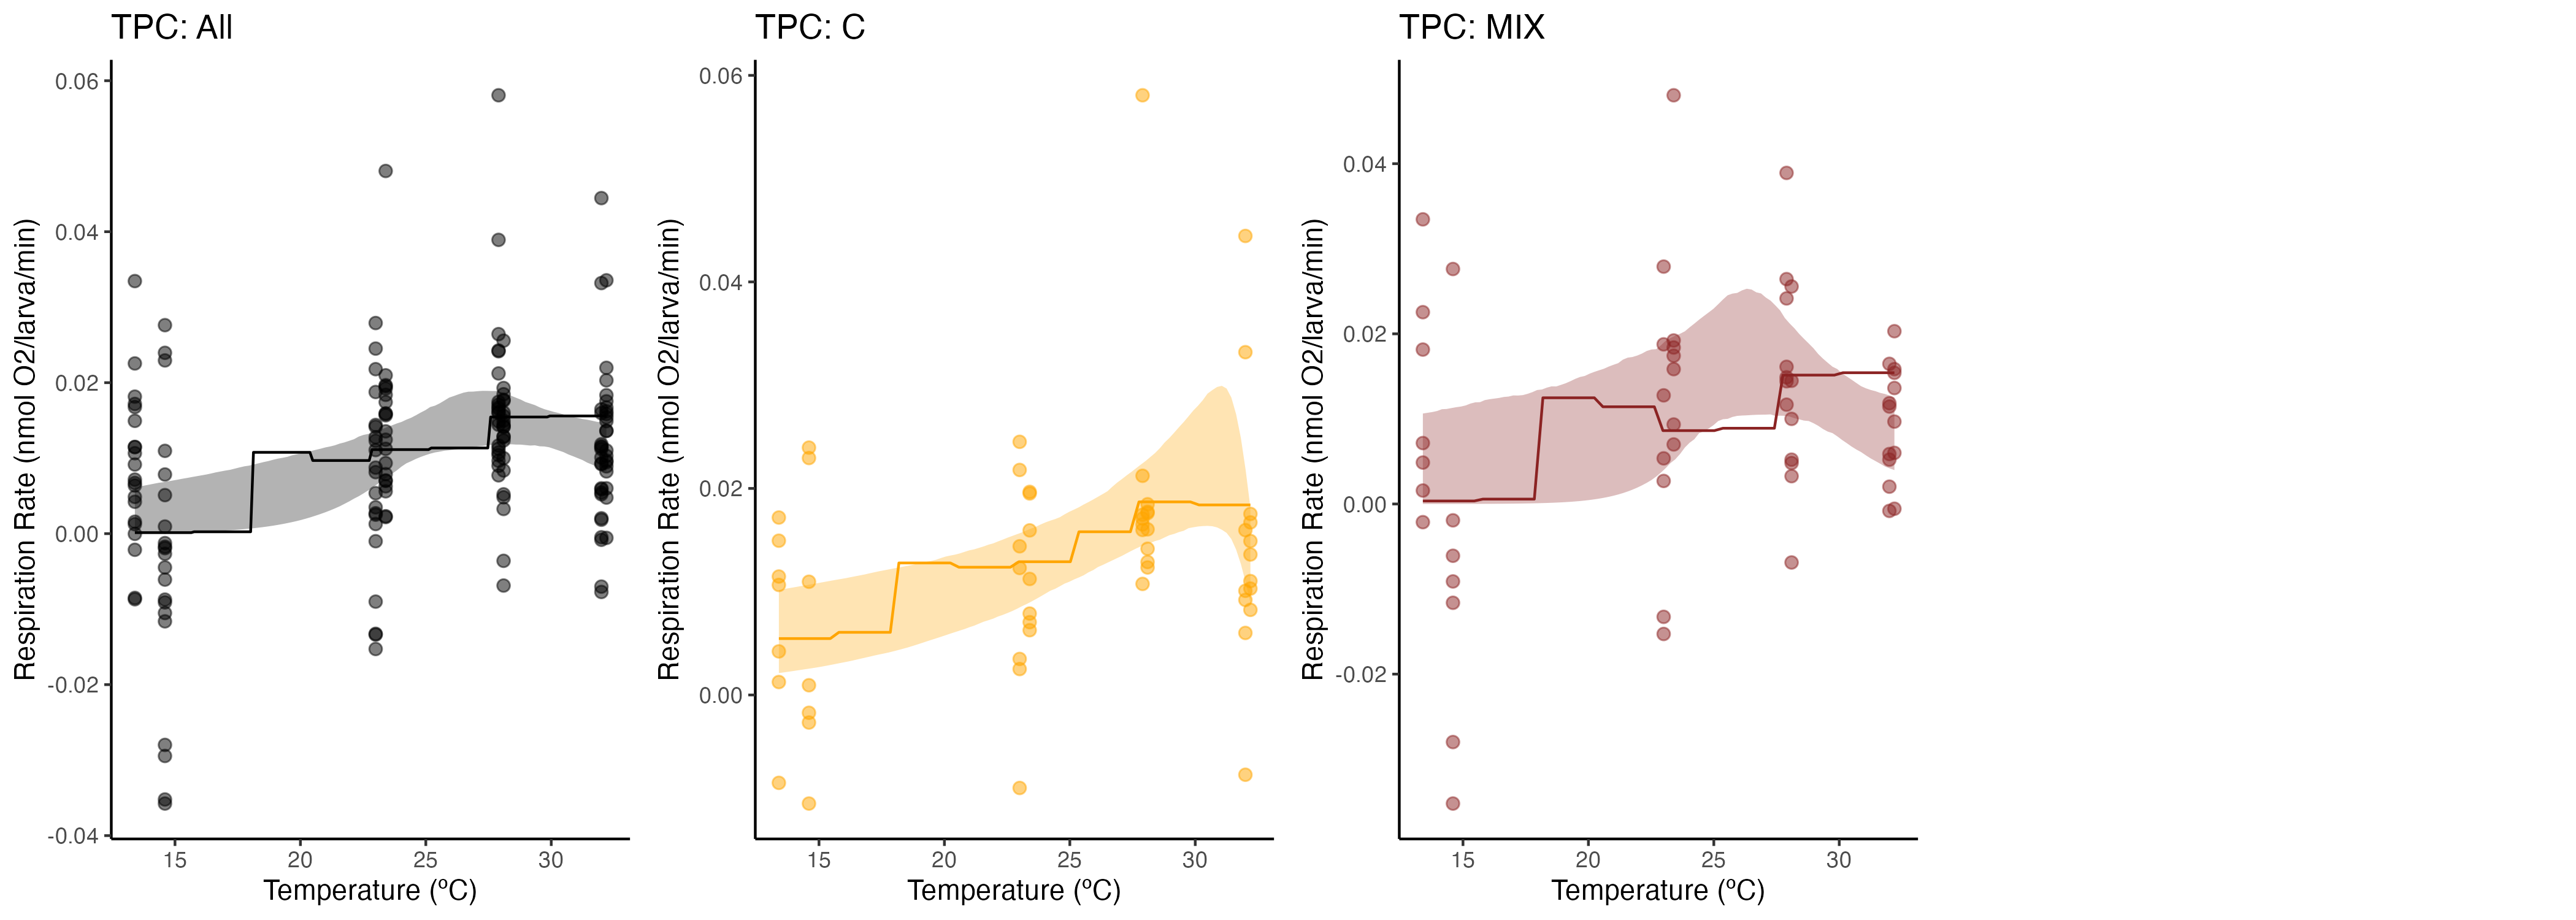 TPC: All
Respiration Rate (nmol O2/larva/min)
0.06
0.04
0.02
0.00
-0.02
-0.04
15 20 25 30
Temperature (ºC)
TPC: C
Respiration Rate (nmol O2/larva/min)
0.06
0.04
0.02
0.00
15 20 25 30
Temperature (ºC)
TPC: MIX
Respiration Rate (nmol O2/larva/min)
0.04
0.02
0.00
-0.02
15 20 25 30
Temperature (ºC)